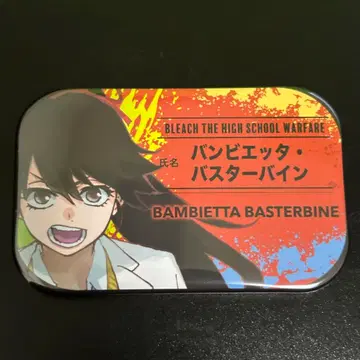 BLEACH THE HIGH SCHOOL WARFARE
氏名 バンビエッタ・
バスターバイン
BAMBIETTA BASTERBINE